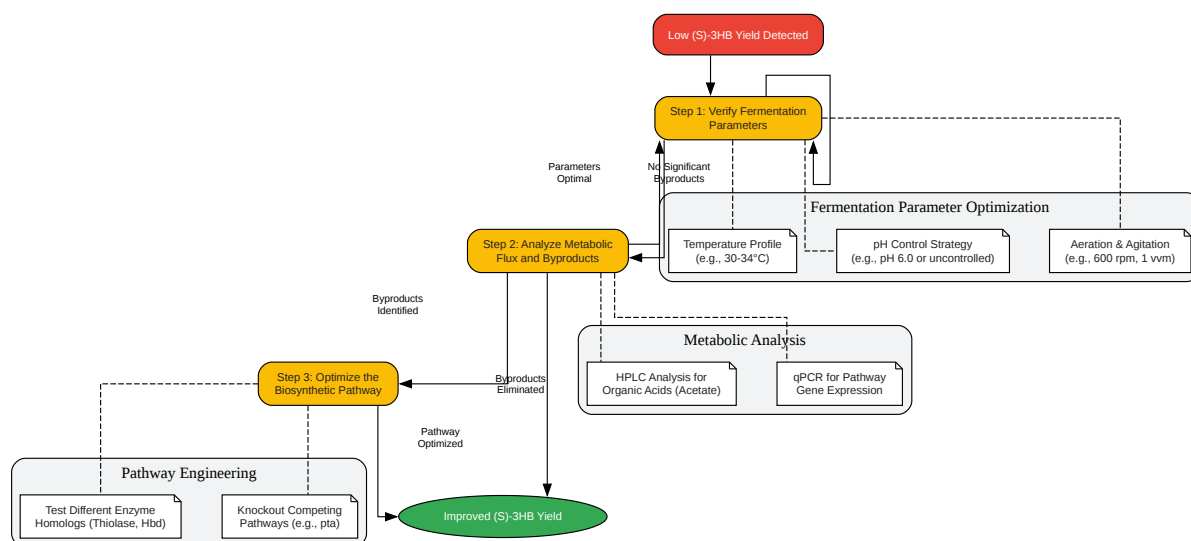 Low (S)-3HB Yield Detected
Step 1: Verify Fermentation
Parameters
Parameters
Optimal
No Significant
Byproducts
Fermentation Parameter Optimization
Temperature Profile
(e.g., 30-34°C)
pH Control Strategy
(e.g., pH 6.0 or uncontrolled)
Aeration & Agitation
(e.g., 600 rpm, 1 vvm)
Step 2: Analyze Metabolic
Flux and Byproducts
Byproducts
Identified
Metabolic Analysis
HPLC Analysis for
Organic Acids (Acetate)
qPCR for Pathway
Gene Expression
Step 3: Optimize the
Biosynthetic Pathway
Byproducts
Eliminated
Pathway
Optimized
Pathway Engineering
Test Different Enzyme
Homologs (Thiolase, Hbd)
Knockout Competing
Pathways (e.g., pta)
Improved (S)-3HB Yield